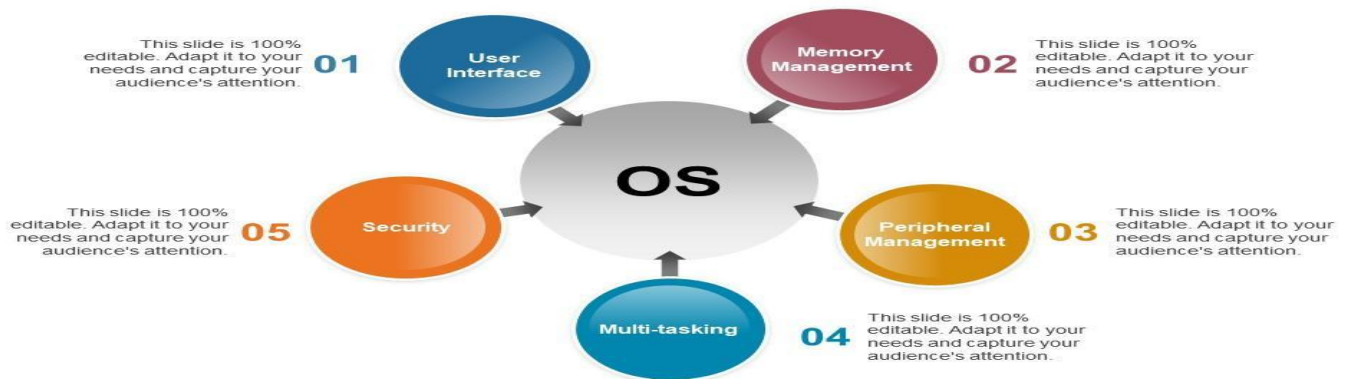 This slide is 100%
editable. Adapt it to your
needs and capture your
audience's attention.
01
User
Interface
Memory
Management
02
This slide is 100%
editable. Adapt it to your
needs and capture your
audience's attention.
OS
This slide is 100%
editable. Adapt it to your
needs and capture your
audience's attention.
05
Security
Peripheral
Management
03
This slide is 100%
editable. Adapt it to your
needs and capture your
audience's attention.
Multi-tasking
04
This slide is 100%
editable. Adapt it to your
needs and capture your
audience's attention.